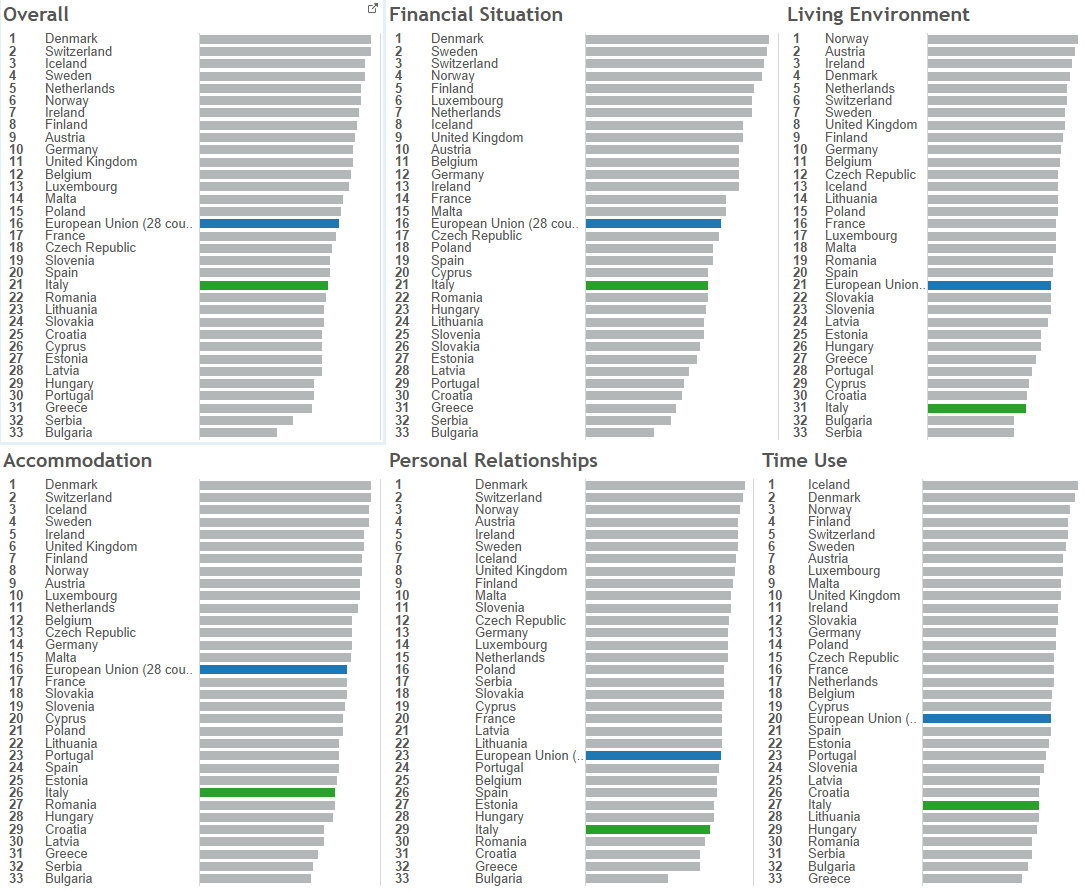 Overall
1 Denmark
2 Switzerland
3 Iceland
4 Sweden
5 Netherlands
6 Norway
7 Ireland
8 Finland
9 Austria
10 Germany
11 United Kingdom
12 Belgium
13 Luxembourg
14 Malta
15 Poland
16 European Union (28 cou..
17 France
18 Czech Republic
19 Slovenia
20 Spain
21 Italy
22 Romania
23 Lithuania
24 Slovakia
25 Croatia
26 Cyprus
27 Estonia
28 Latvia
29 Hungary
30 Portugal
31 Greece
32 Serbia
33 Bulgaria
Financial Situation
1 Denmark
2 Sweden
3 Switzerland
4 Norway
5 Finland
6 Luxembourg
7 Netherlands
8 Iceland
9 United Kingdom
10 Austria
11 Belgium
12 Germany
13 Ireland
14 France
15 Malta
16 European Union (28 cou..
17 Czech Republic
18 Poland
19 Spain
20 Cyprus
21 Italy
22 Romania
23 Hungary
24 Lithuania
25 Slovenia
26 Slovakia
27 Estonia
28 Latvia
29 Portugal
30 Croatia
31 Greece
32 Serbia
33 Bulgaria
Living Environment
1 Norway
2 Austria
3 Ireland
4 Denmark
5 Netherlands
6 Switzerland
7 Sweden
8 United Kingdom
9 Finland
10 Germany
11 Belgium
12 Czech Republic
13 Iceland
14 Lithuania
15 Poland
16 France
17 Luxembourg
18 Malta
19 Romania
20 Spain
21 European Union..
22 Slovakia
23 Slovenia
24 Latvia
25 Estonia
26 Hungary
27 Greece
28 Portugal
29 Cyprus
30 Croatia
31 Italy
32 Bulgaria
33 Serbia
Accommodation
1 Denmark
2 Switzerland
3 Iceland
4 Sweden
5 Ireland
6 United Kingdom
7 Finland
8 Norway
9 Austria
10 Luxembourg
11 Netherlands
12 Belgium
13 Czech Republic
14 Germany
15 Malta
16 European Union (28 cou..
17 France
18 Slovakia
19 Slovenia
20 Cyprus
21 Poland
22 Lithuania
23 Portugal
24 Spain
25 Estonia
26 Italy
27 Romania
28 Hungary
29 Croatia
30 Latvia
31 Greece
32 Serbia
33 Bulgaria
Personal Relationships
1 Denmark
2 Switzerland
3 Norway
4 Austria
5 Ireland
6 Sweden
7 Iceland
8 United Kingdom
9 Finland
10 Malta
11 Slovenia
12 Czech Republic
13 Germany
14 Luxembourg
15 Netherlands
16 Poland
17 Serbia
18 Slovakia
19 Cyprus
20 France
21 Latvia
22 Lithuania
23 European Union (..
24 Portugal
25 Belgium
26 Spain
27 Estonia
28 Hungary
29 Italy
30 Romania
31 Croatia
32 Greece
33 Bulgaria
Time Use
1 Iceland
2 Denmark
3 Norway
4 Finland
5 Switzerland
6 Sweden
7 Austria
8 Luxembourg
9 Malta
10 United Kingdom
11 Ireland
12 Slovakia
13 Germany
14 Poland
15 Czech Republic
16 France
17 Netherlands
18 Belgium
19 Cyprus
20 European Union (..
21 Spain
22 Estonia
23 Portugal
24 Slovenia
25 Latvia
26 Croatia
27 Italy
28 Lithuania
29 Hungary
30 Romania
31 Serbia
32 Bulgaria
33 Greece